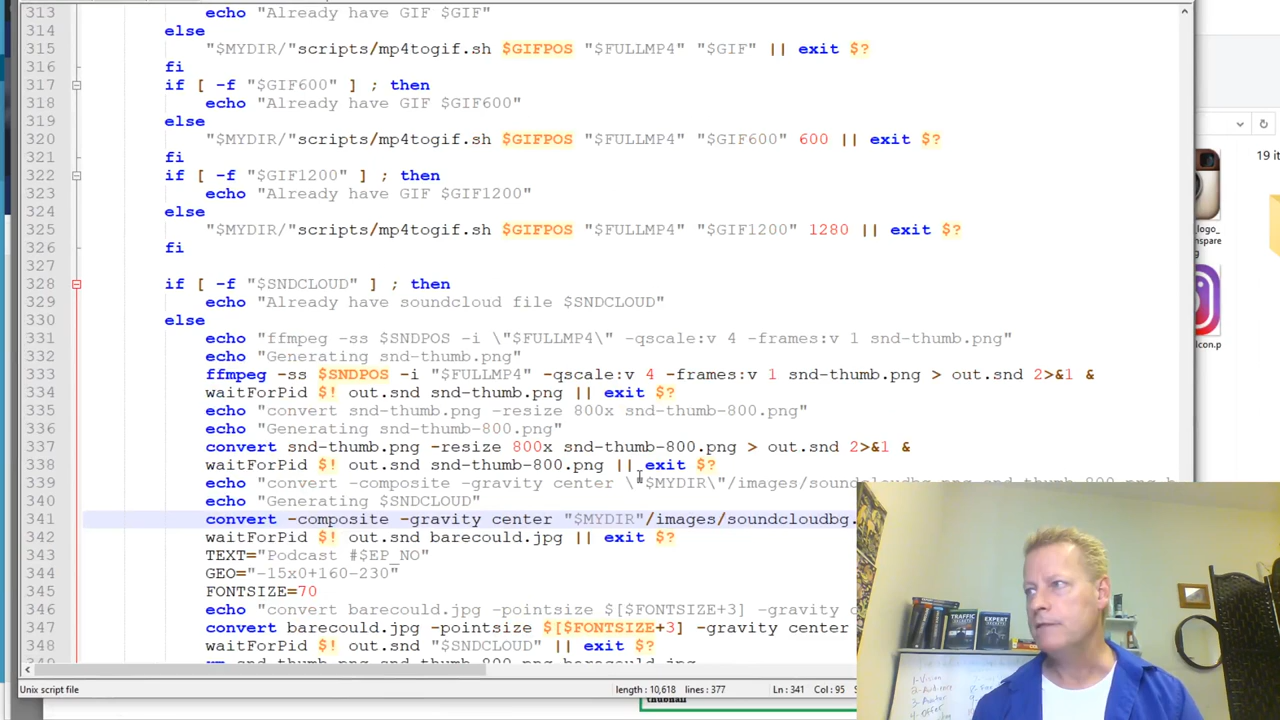 313 echo "Already have GIF $GIF"
314 else
315 "$MYDIR/"scripts/mp4togif.sh $GIFPOS "$FULLMP4" "$GIF" || exit $?
316 fi
317 if [ -f "$GIF600" ] ; then
318 echo "Already have GIF $GIF600"
319 else
320 "$MYDIR/"scripts/mp4togif.sh $GIFPOS "$FULLMP4" "$GIF600" 600 || exit $?
321 fi
322 if [ -f "$GIF1200" ] ; then
323 echo "Already have GIF $GIF1200"
324 else
325 "$MYDIR/"scripts/mp4togif.sh $GIFPOS "$FULLMP4" "$GIF1200" 1280 || exit $?
326 fi
327
328 if [ -f "$SNDCLOUD" ] ; then
329 echo "Already have soundcloud file $SNDCLOUD"
330 else
331 echo "ffmpeg -ss $SNDPOS -i \"$FULLMP4\" -qscale:v 4 -frames:v 1 snd-thumb.png"
332 echo "Generating snd-thumb.png"
333 ffmpeg -ss $SNDPOS -i "$FULLMP4" -qscale:v 4 -frames:v 1 snd-thumb.png > out.snd 2>&1 &
334 waitForPid $! out.snd snd-thumb.png || exit $?
335 echo "convert snd-thumb.png -resize 800x snd-thumb-800.png"
336 echo "Generating snd-thumb-800.png"
337 convert snd-thumb.png -resize 800x snd-thumb-800.png > out.snd 2>&1 &
338 waitForPid $! out.snd snd-thumb-800.png || exit $?
339 echo "convert -composite -gravity center \"$MYDIR\"/images/
340 echo "Generating $SNDCLOUD"
341 convert -composite -gravity center "$MYDIR"/images/soundcloudbg.
342 waitForPid $! out.snd barecould.jpg || exit $?
343 TEXT="Podcast #$EP_NO"
344 GEO="-15x0+160-230"
345 FONTSIZE=70
346 echo "convert barecould.jpg -pointsize $[$FONTSIZE+3] -gravity
347 convert barecould.jpg -pointsize $[$FONTSIZE+3] -gravity center
348 waitForPid $! out.snd "$SNDCLOUD" || exit $?
Unix script file length : 10,618 lines : 377 Ln : 341 Col : 95
19 it
_logo_
nspare
g
lcon.p
TRAFFIC SECRETS
EXPERT SECRETS
1-Vision
2-Audience